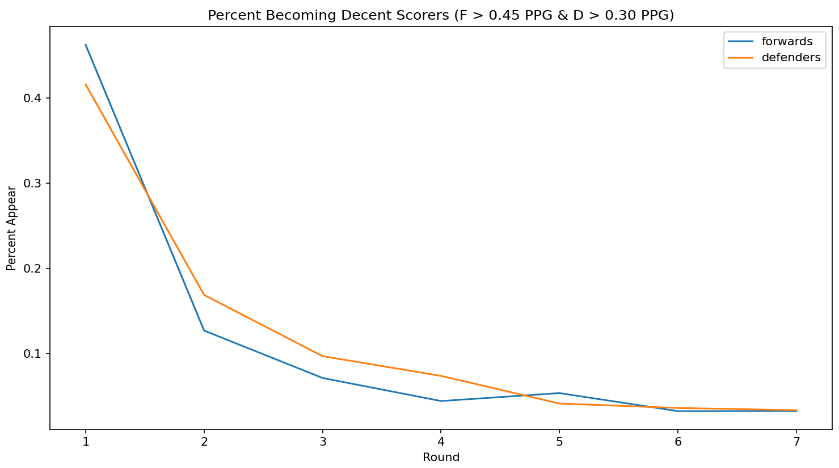 Percent Becoming Decent Scorers (F > 0.45 PPG & D > 0.30 PPG)
forwards
defenders
Percent Appear
0.4
0.3
0.2
0.1
1 2 3 4 5 6 7
Round